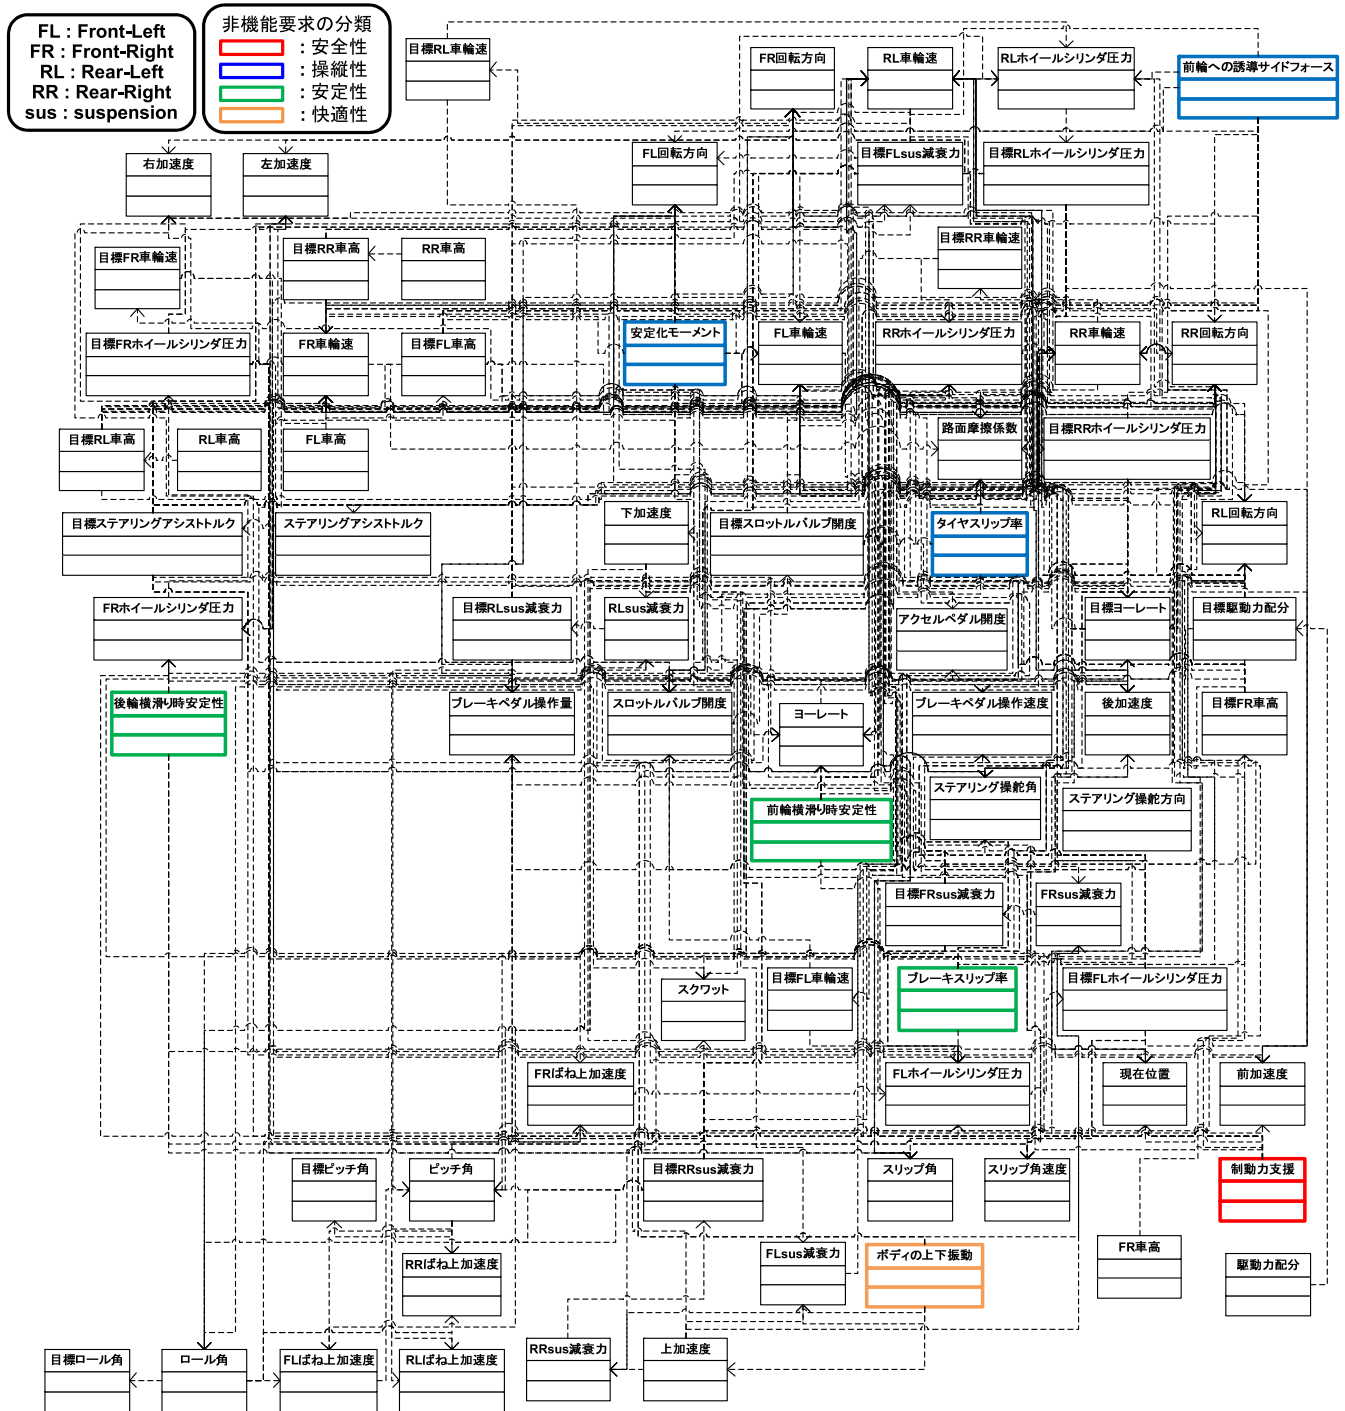 FL : Front-Left
FR : Front-Right
RL : Rear-Left
RR : Rear-Right
sus : suspension
非機能要求の分類
：安全性
：操縦性
：安定性
：快適性
目標RL車輪速
FR回転方向
RL車輪速
RLホイールシリンダ圧力
前輪への誘導サイドフォース
右加速度
左加速度
FL回転方向
目標FLsus減衰力
目標RLホイールシリンダ圧力
目標FR車輪速
目標RR車高
RR車高
目標RR車輪速
目標FRホイールシリンダ圧力
FR車輪速
目標FL車高
安定化モーメント
FL車輪速
RRホイールシリンダ圧力
RR車輪速
RR回転方向
目標RL車高
RL車高
FL車高
路面摩擦係数
目標RRホイールシリンダ圧力
目標ステアリングアシストトルク
ステアリングアシストトルク
下加速度
目標スロットルバルブ開度
タイヤスリップ率
RL回転方向
FRホイールシリンダ圧力
目標RLsus減衰力
RLsus減衰力
アクセルペダル開度
目標ヨーレート
目標駆動力配分
後輪横滑り時安定性
ブレーキペダル操作量
スロットルバルブ開度
ヨーレート
ブレーキペダル操作速度
後加速度
目標FR車高
前輪横滑り時安定性
ステアリング操舵角
ステアリング操舵方向
目標FRsus減衰力
FRsus減衰力
スクワット
目標FL車輪速
ブレーキスリップ率
目標FLホイールシリンダ圧力
FRばね上加速度
FLホイールシリンダ圧力
現在位置
前加速度
目標ピッチ角
ピッチ角
目標RRsus減衰力
スリップ角
スリップ角速度
制動力支援
RRばね上加速度
FLsus減衰力
ボディの上下振動
FR車高
駆動力配分
目標ロール角
ロール角
FLばね上加速度
RLばね上加速度
RRsus減衰力
上加速度